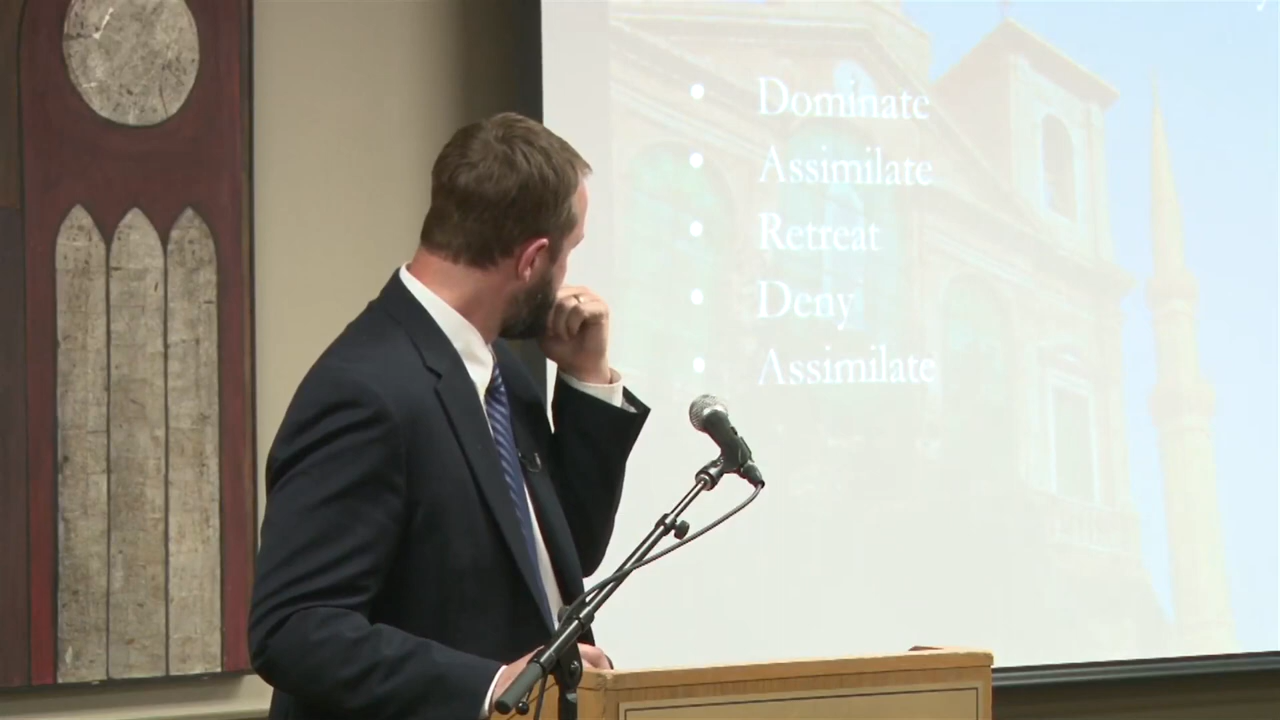 • Dominate
• Assimilate
• Retreat
• Deny
• Assimilate